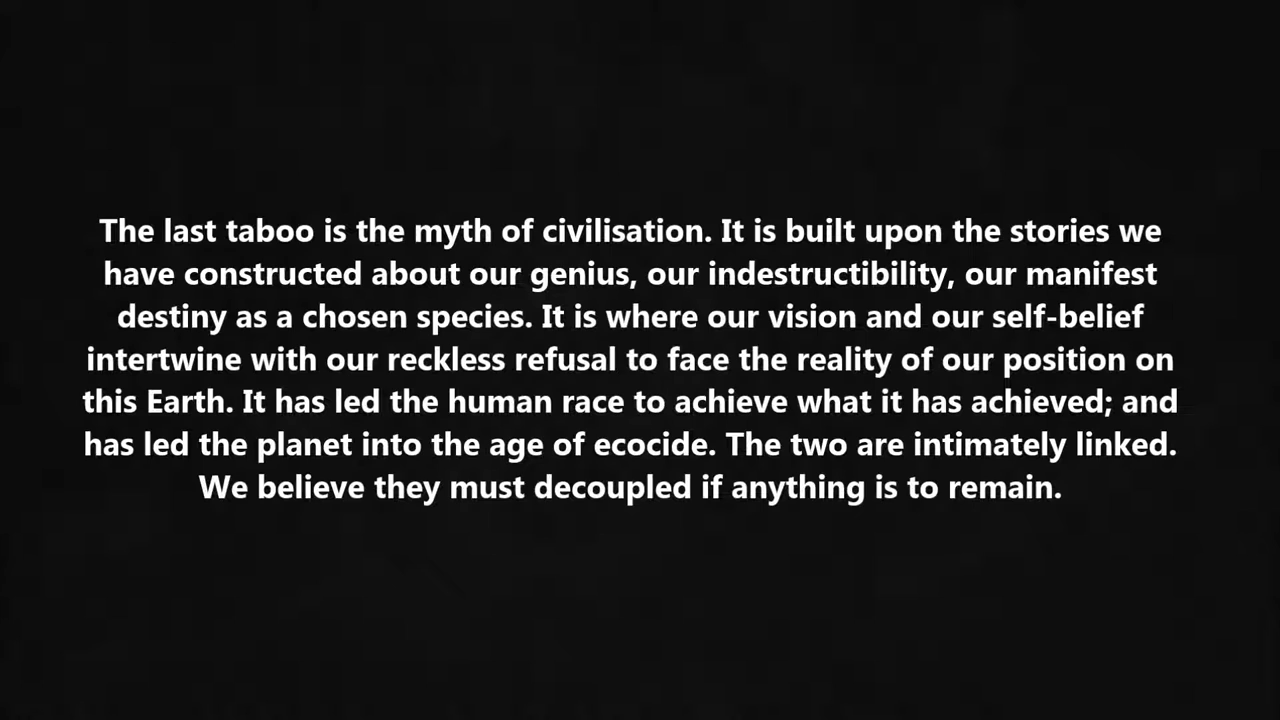 The last taboo is the myth of civilisation. It is built upon the stories we
have constructed about our genius, our indestructibility, our manifest
destiny as a chosen species. It is where our vision and our self-belief
intertwine with our reckless refusal to face the reality of our position on
this Earth. It has led the human race to achieve what it has achieved; and
has led the planet into the age of ecocide. The two are intimately linked.
We believe they must decoupled if anything is to remain.